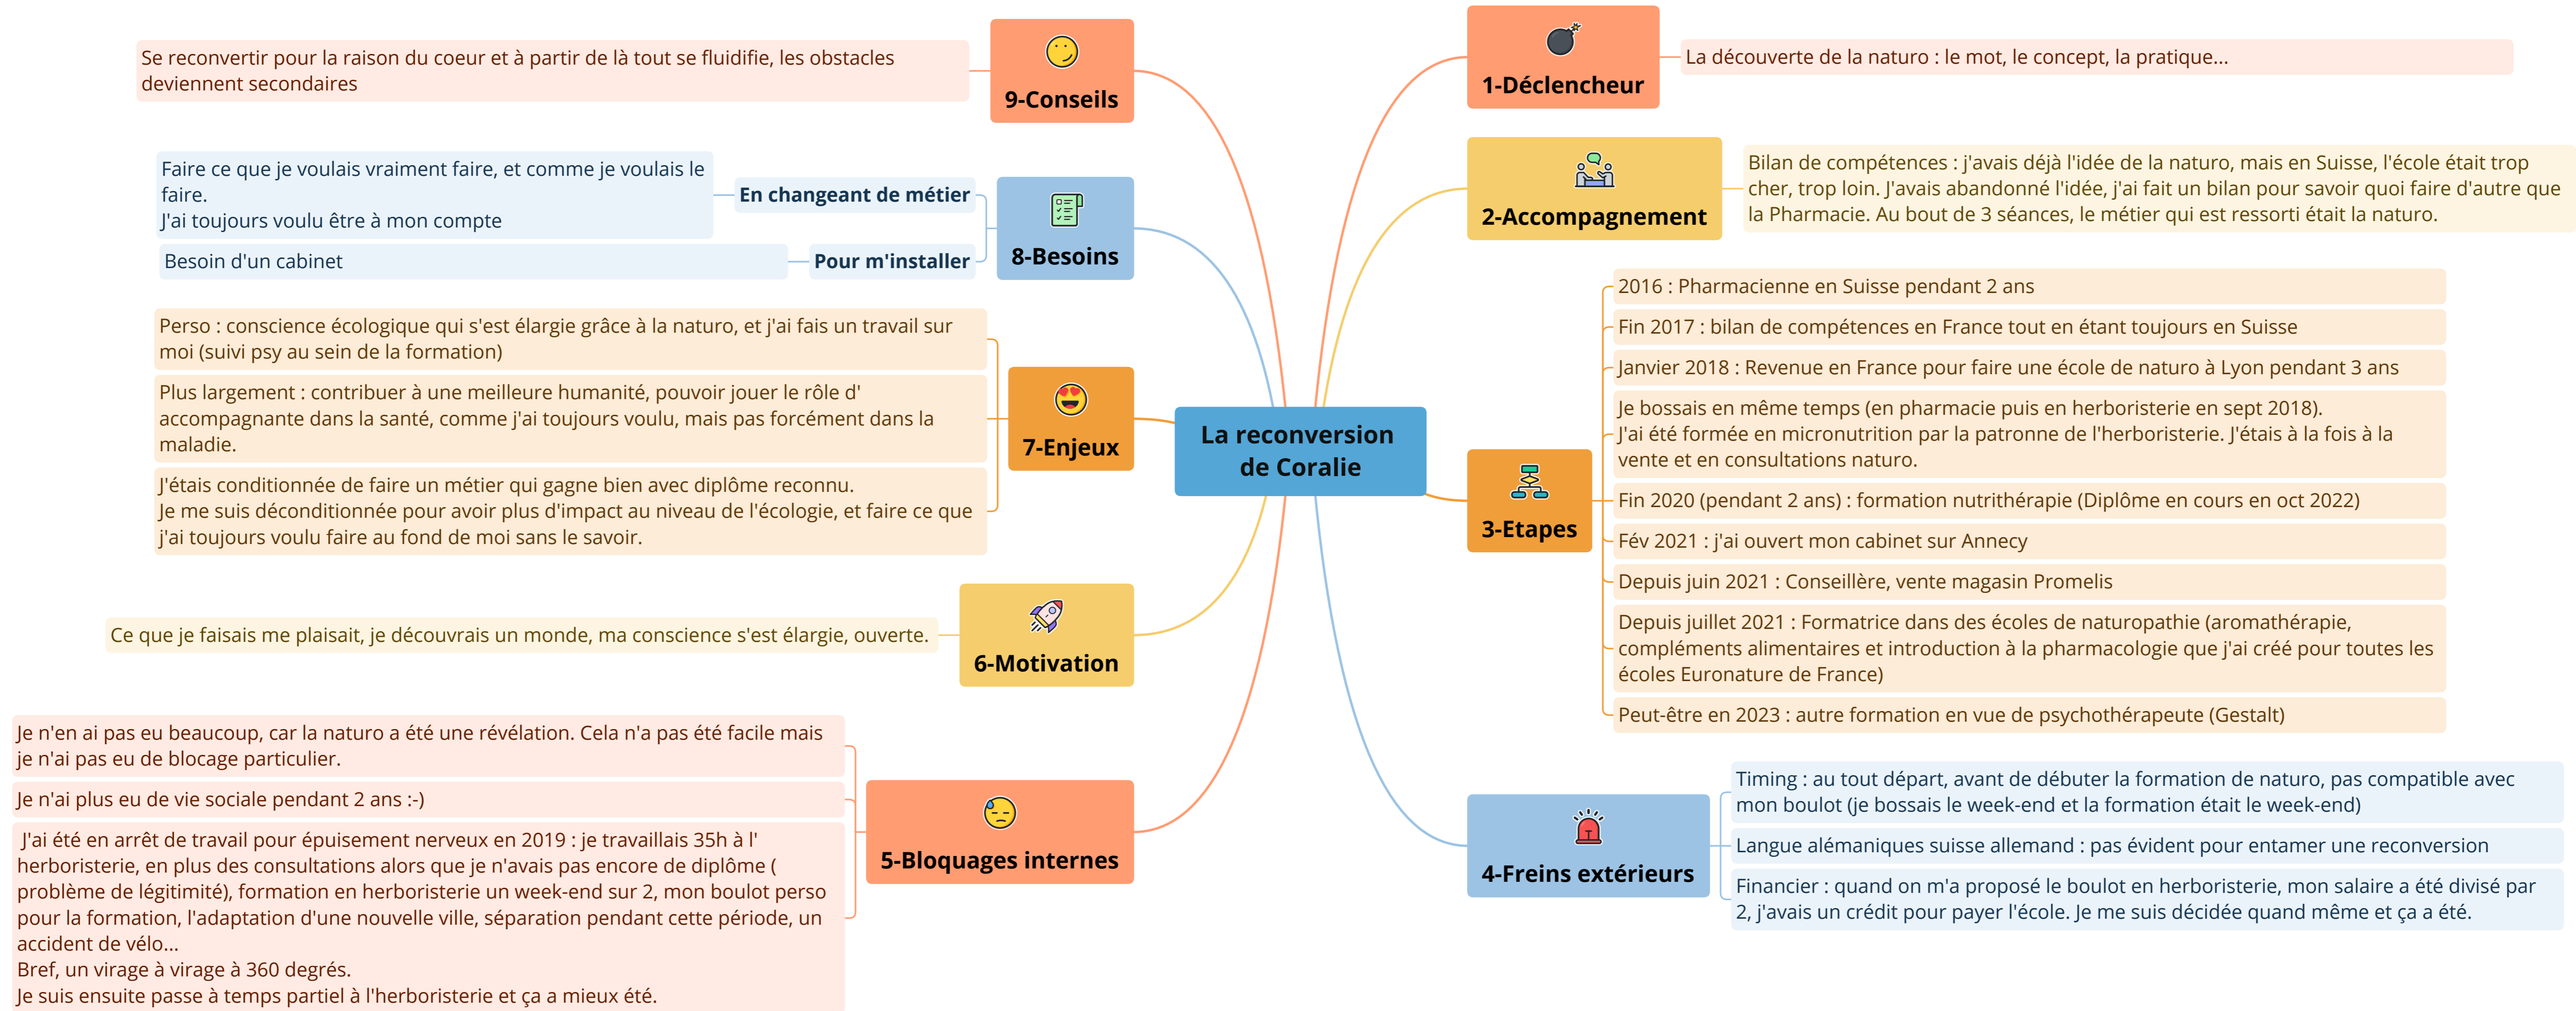 La reconversion
de Coralie
1-Déclencheur
La découverte de la naturo : le mot, le concept, la pratique...
2-Accompagnement
Bilan de compétences : j'avais déjà l'idée de la naturo, mais en Suisse, l'école était trop
cher, trop loin. J'avais abandonné l'idée, j'ai fait un bilan pour savoir quoi faire d'autre que
la Pharmacie. Au bout de 3 séances, le métier qui est ressorti était la naturo.
3-Etapes
2016 : Pharmacienne en Suisse pendant 2 ans
Fin 2017 : bilan de compétences en France tout en étant toujours en Suisse
Janvier 2018 : Revenue en France pour faire une école de naturo à Lyon pendant 3 ans
Je bossais en même temps (en pharmacie puis en herboristerie en sept 2018).
J'ai été formée en micronutrition par la patronne de l'herboristerie. J'étais à la fois à la
vente et en consultations naturo.
Fin 2020 (pendant 2 ans) : formation nutrithérapie (Diplôme en cours en oct 2022)
Fév 2021 : j'ai ouvert mon cabinet sur Annecy
Depuis juin 2021 : Conseillère, vente magasin Promelis
Depuis juillet 2021 : Formatrice dans des écoles de naturopathie (aromathérapie,
compléments alimentaires et introduction à la pharmacologie que j'ai créé pour toutes les
écoles Euronature de France)
Peut-être en 2023 : autre formation en vue de psychothérapeute (Gestalt)
4-Freins extérieurs
Timing : au tout départ, avant de débuter la formation de naturo, pas compatible avec
mon boulot (je bossais le week-end et la formation était le week-end)
Langue alémaniques suisse allemand : pas évident pour entamer une reconversion
Financier : quand on m'a proposé le boulot en herboristerie, mon salaire a été divisé par
2, j'avais un crédit pour payer l'école. Je me suis décidée quand même et ça a été.
5-Bloquages internes
Je n'en ai pas eu beaucoup, car la naturo a été une révélation. Cela n'a pas été facile mais
je n'ai pas eu de blocage particulier.
Je n'ai plus eu de vie sociale pendant 2 ans :-)
J'ai été en arrêt de travail pour épuisement nerveux en 2019 : je travaillais 35h à l'
herboristerie, en plus des consultations alors que je n'avais pas encore de diplôme (
problème de légitimité), formation en herboristerie un week-end sur 2, mon boulot perso
pour la formation, l'adaptation d'une nouvelle ville, séparation pendant cette période, un
accident de vélo...
Bref, un virage à virage à 360 degrés.
Je suis ensuite passe à temps partiel à l'herboristerie et ça a mieux été.
6-Motivation
Ce que je faisais me plaisait, je découvrais un monde, ma conscience s'est élargie, ouverte.
7-Enjeux
Perso : conscience écologique qui s'est élargie grâce à la naturo, et j'ai fais un travail sur
moi (suivi psy au sein de la formation)
Plus largement : contribuer à une meilleure humanité, pouvoir jouer le rôle d'
accompagnante dans la santé, comme j'ai toujours voulu, mais pas forcément dans la
maladie.
J'étais conditionnée de faire un métier qui gagne bien avec diplôme reconnu.
Je me suis déconditionnée pour avoir plus d'impact au niveau de l'écologie, et faire ce que
j'ai toujours voulu faire au fond de moi sans le savoir.
8-Besoins
En changeant de métier
Faire ce que je voulais vraiment faire, et comme je voulais le
faire.
J'ai toujours voulu être à mon compte
Pour m'installer
Besoin d'un cabinet
9-Conseils
Se reconvertir pour la raison du coeur et à partir de là tout se fluidifie, les obstacles
deviennent secondaires